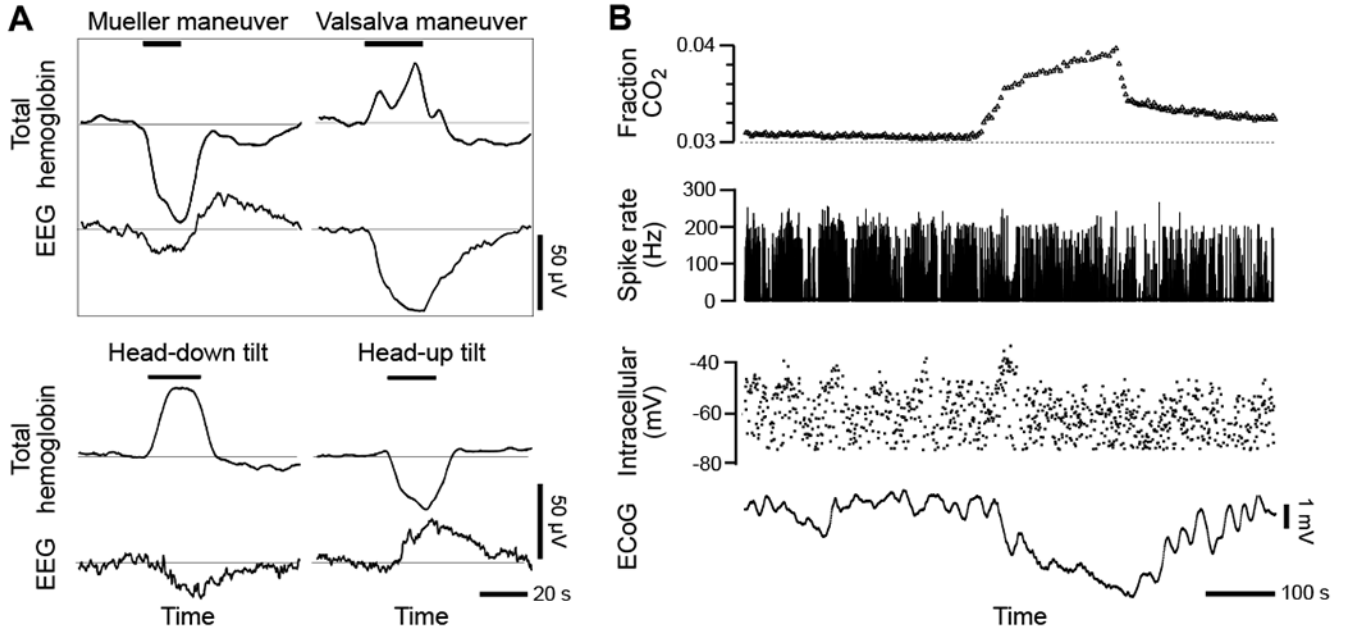 A
Mueller maneuver
Valsalva maneuver
Total
hemoglobin
EEG
50 µV
Head-down tilt
Head-up tilt
Total
hemoglobin
EEG
50 µV
20 s
Time
Time
B
Fraction
CO2
0.04
0.03
Spike rate
(Hz)
300
200
100
0
Intracellular
(mV)
-40
-60
-80
ECoG
1 mV
100 s
Time